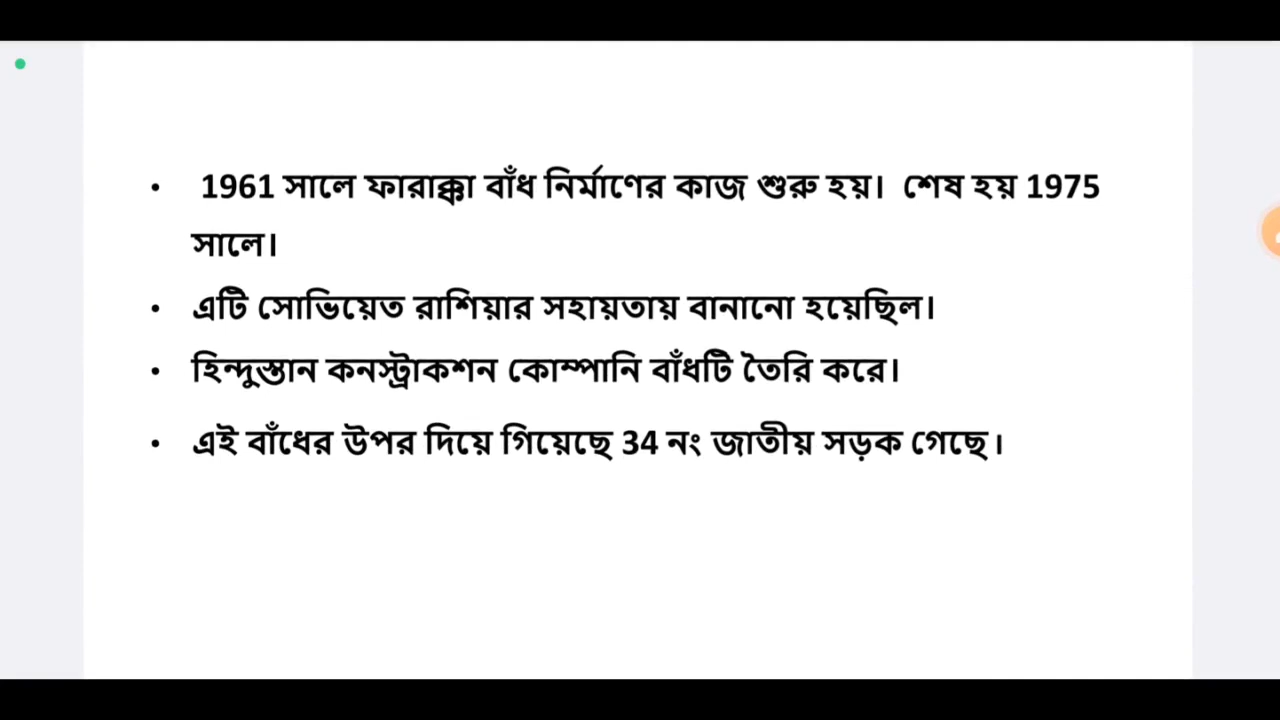 • 1961 সালে ফারাক্কা বাঁধ নির্মাণের কাজ শুরু হয়। শেষ হয় 1975
সালে।
• এটি সোভিয়েত রাশিয়ার সহায়তায় বানানো হয়েছিল।
• হিন্দুস্তান কনস্ট্রাকশন কোম্পানি বাঁধটি তৈরি করে।
• এই বাঁধের উপর দিয়ে গিয়েছে 34 নং জাতীয় সড়ক গেছে।